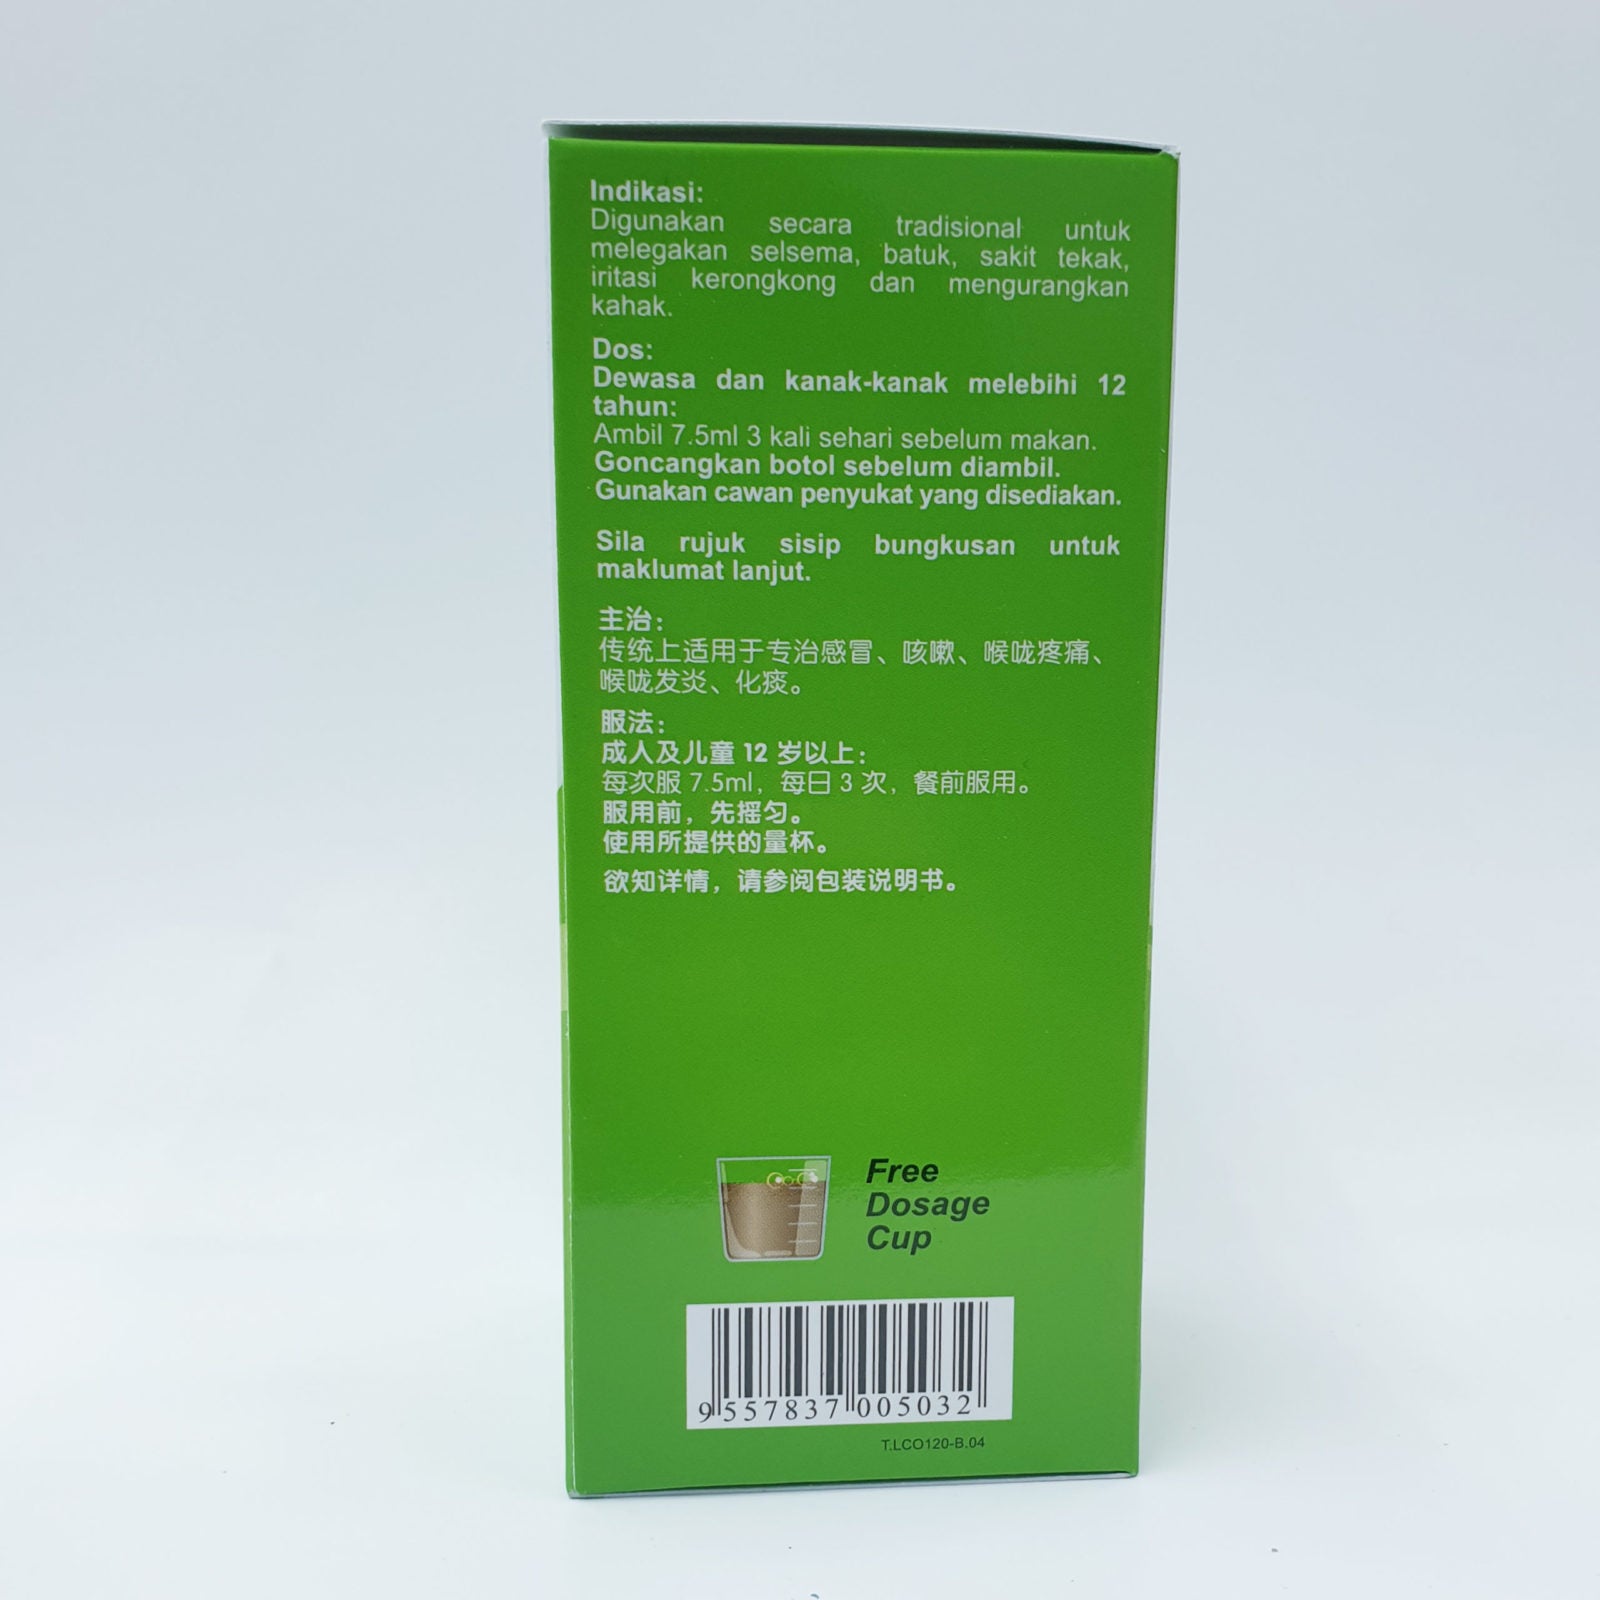 Indikasi:
Digunakan secara tradisional untuk
melegakan selsema, batuk, sakit tekak,
iritasi kerongkong dan mengurangkan
kahak.
Dos:
Dewasa dan kanak-kanak melebihi 12
tahun:
Ambil 7.5ml 3 kali sehari sebelum makan.
Goncangkan botol sebelum diambil.
Gunakan cawan penyukat yang disediakan.
Sila rujuk sisip bungkusan untuk
maklumat lanjut.
主治：
传统上适用于专治感冒、咳嗽、喉咙疼痛、
喉咙发炎、化痰。
服法：
成人及儿童 12 岁以上：
每次服 7.5ml，每日 3 次，餐前服用。
服用前，先摇匀。
使用所提供的量杯。
欲知详情，请参阅包装说明书。
Free
Dosage
Cup
9 557837 005032
T.LCO120-B.04